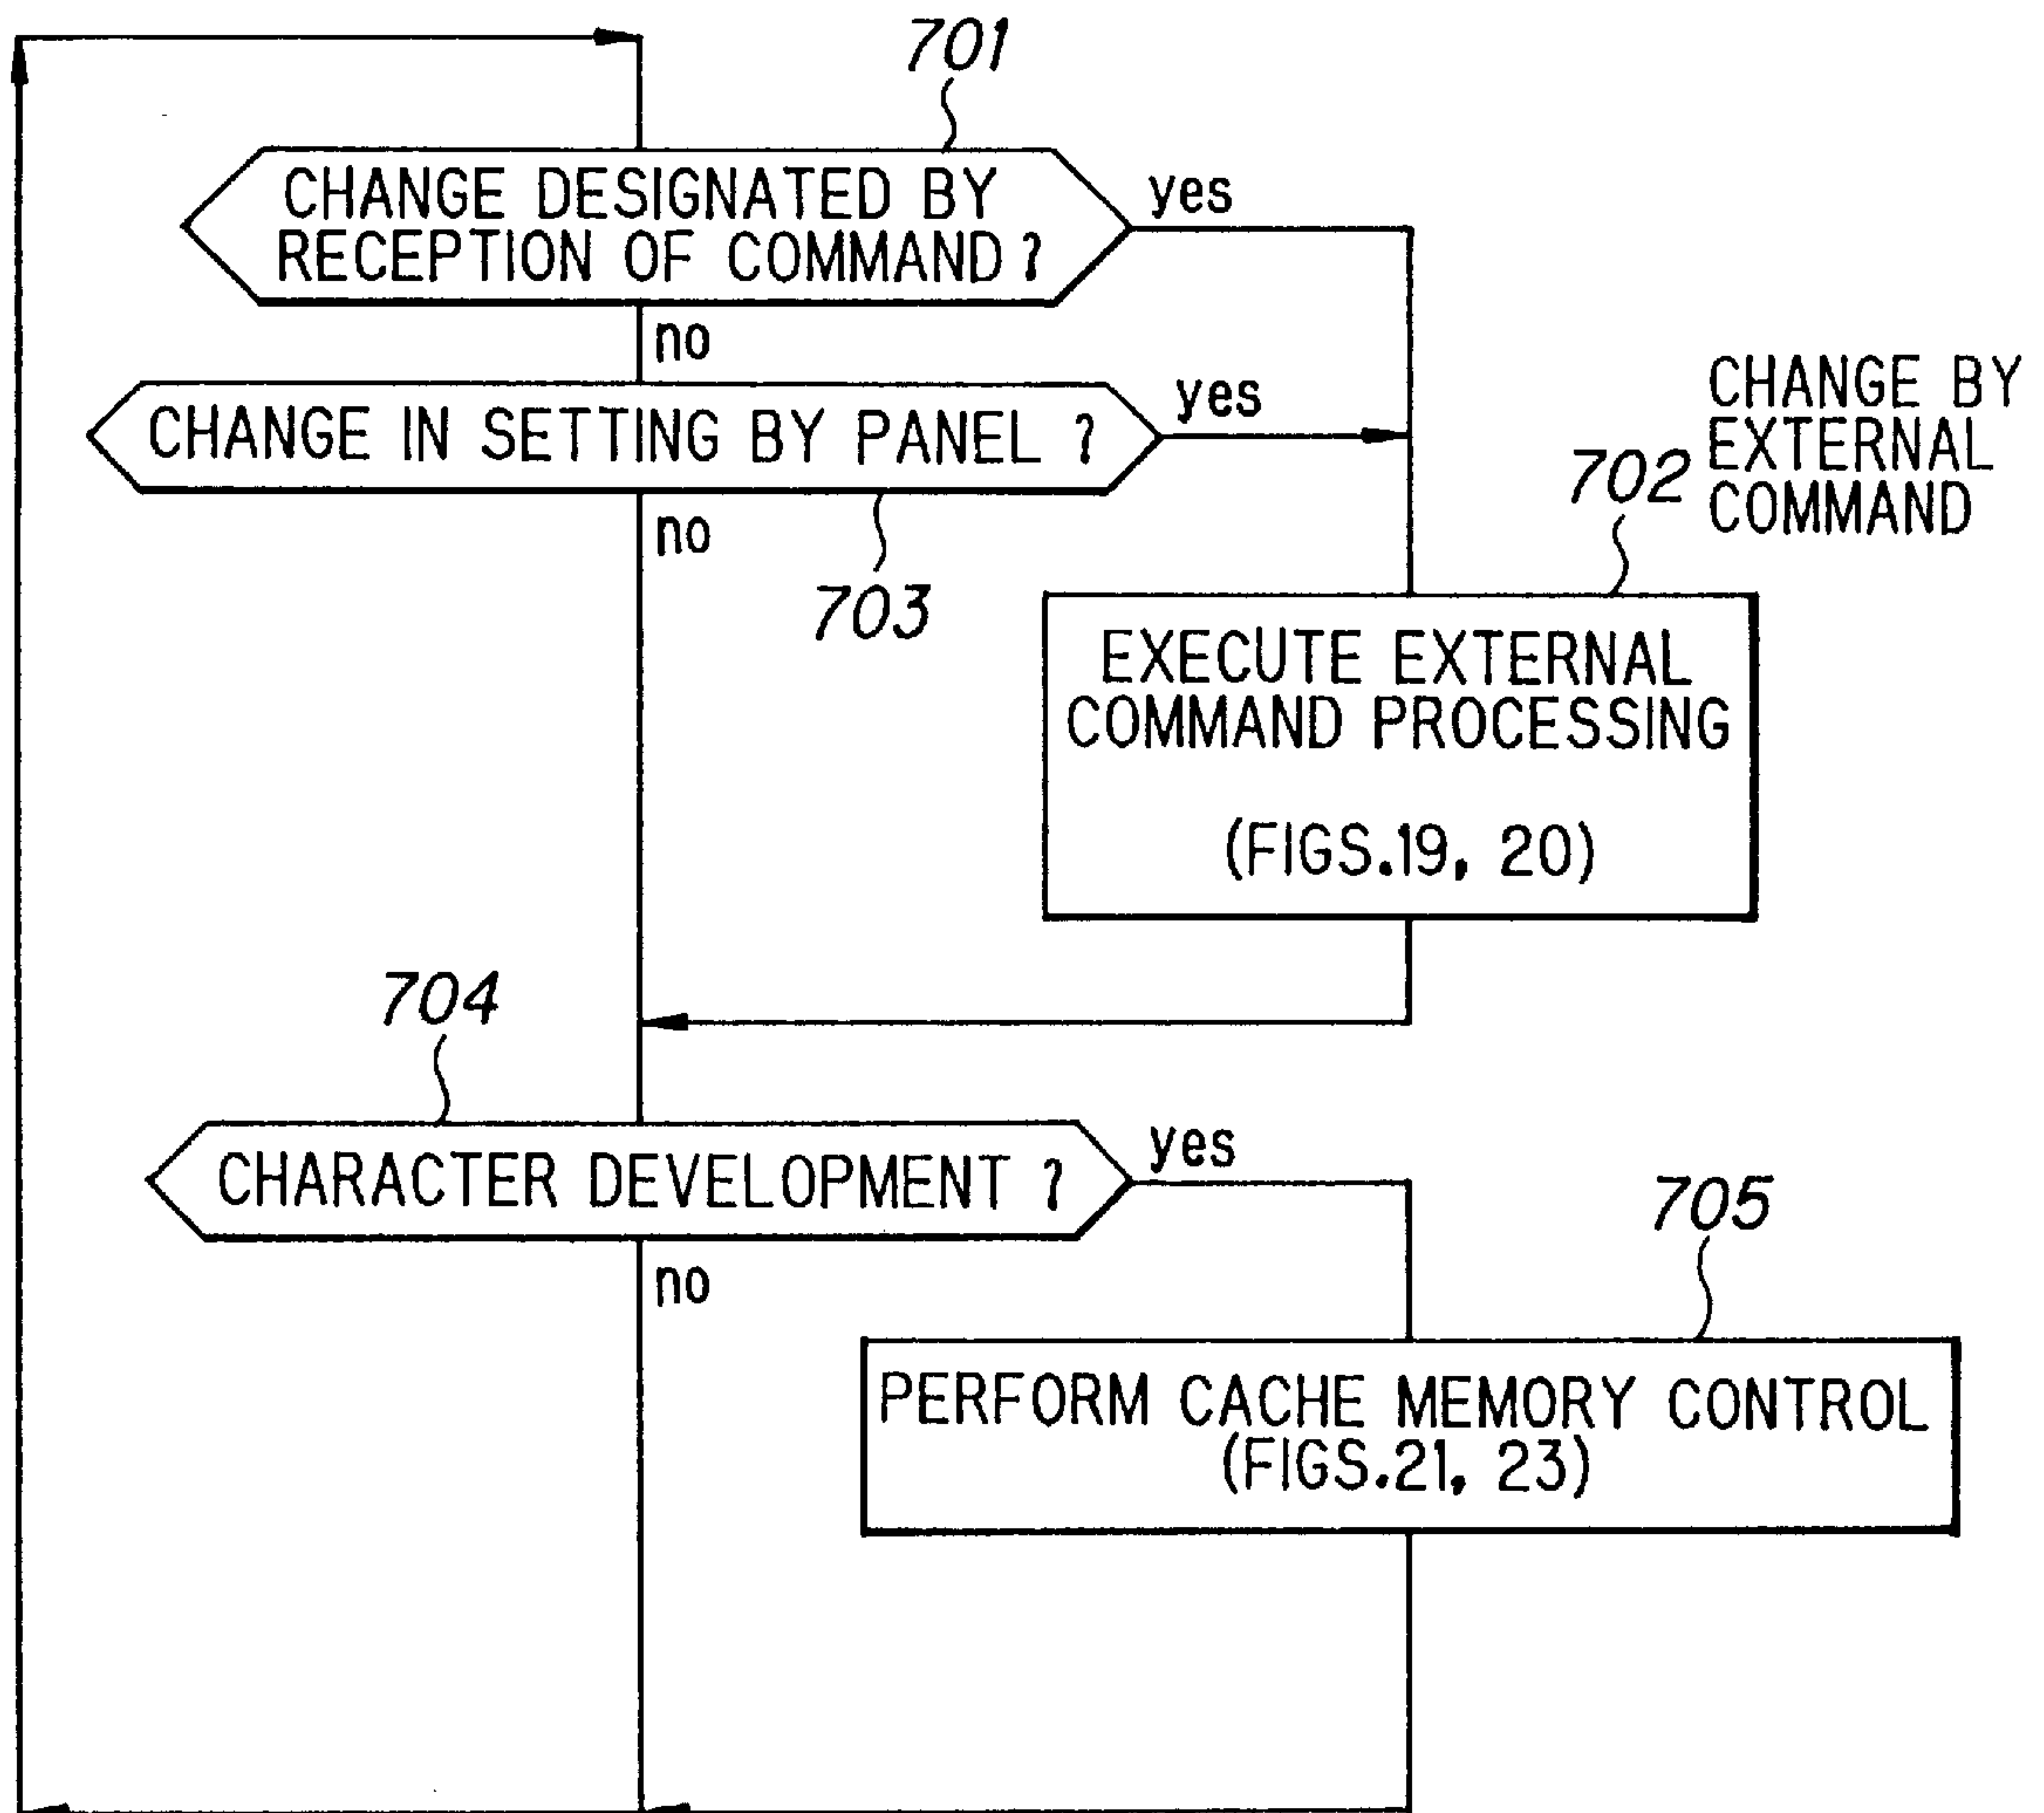 701
CHANGE DESIGNATED BY
RECEPTION OF COMMAND ?
yes
no
CHANGE IN SETTING BY PANEL ?
yes
no
703
CHANGE BY
EXTERNAL
COMMAND
702
EXECUTE EXTERNAL
COMMAND PROCESSING
(FIGS.19, 20)
704
CHARACTER DEVELOPMENT ?
yes
no
705
PERFORM CACHE MEMORY CONTROL
(FIGS.21, 23)